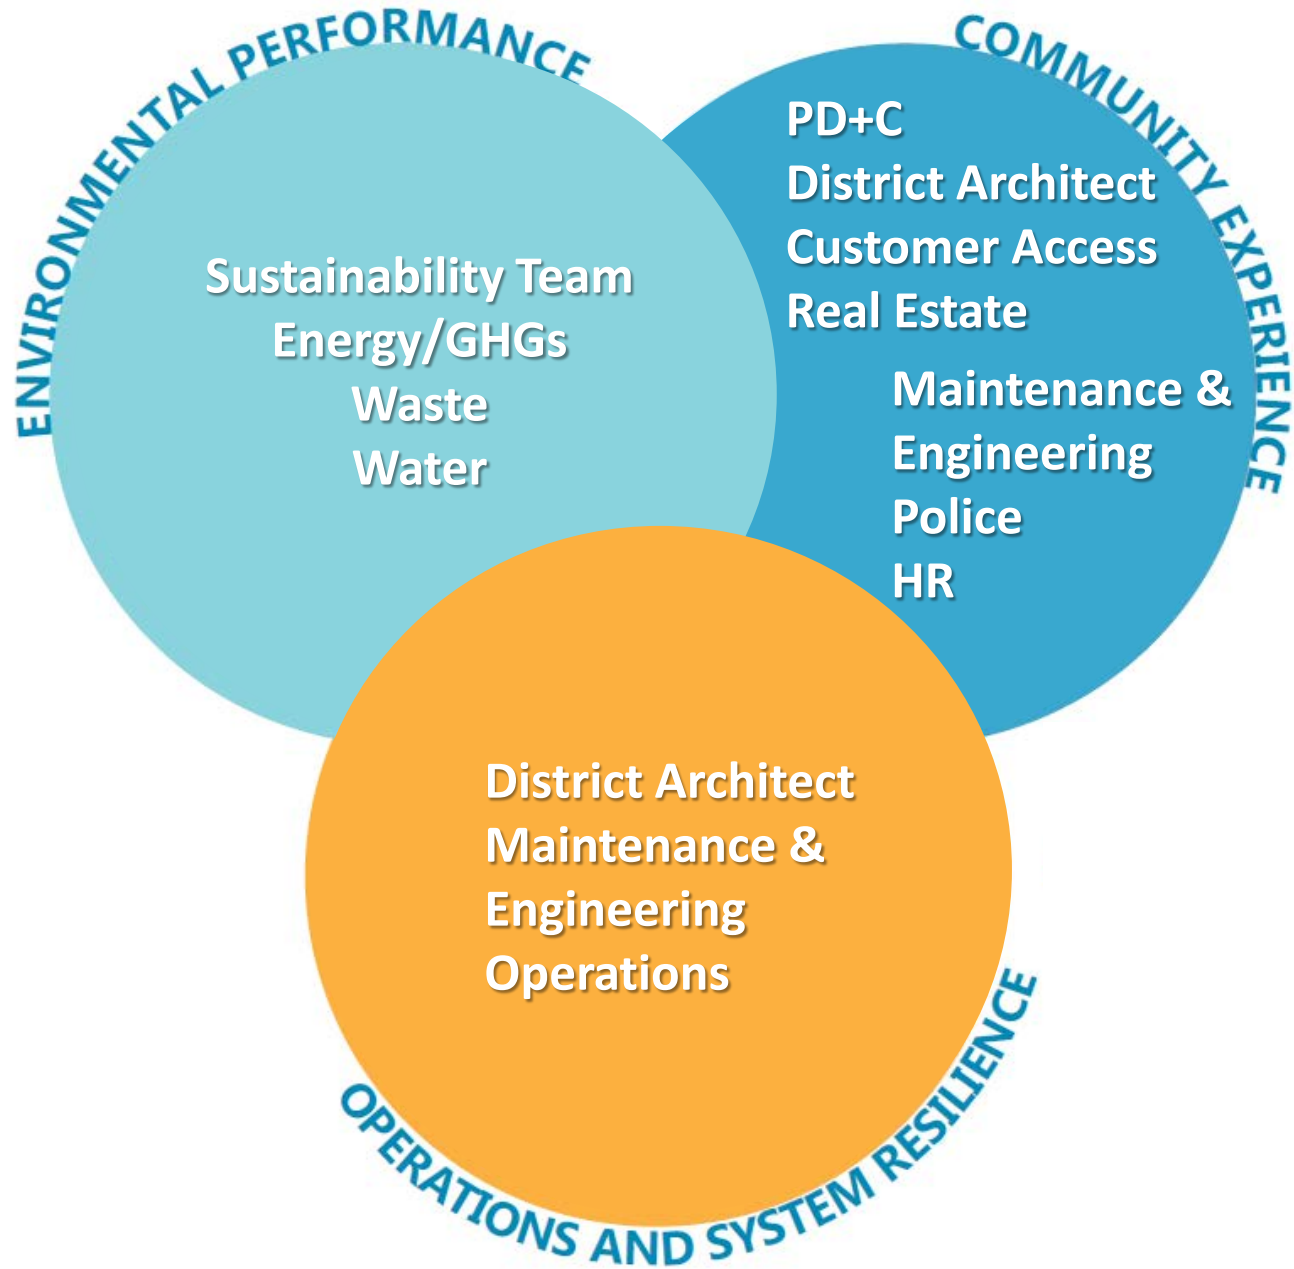 ENVIRONMENTAL PERFORMANCE
Sustainability Team
Energy/GHGs
Waste
Water
COMMUNITY EXPERIENCE
PD+C
District Architect
Customer Access
Real Estate
Maintenance &
Engineering
Police
HR
District Architect
Maintenance &
Engineering
Operations
OPERATIONS AND SYSTEM RESILIENCE